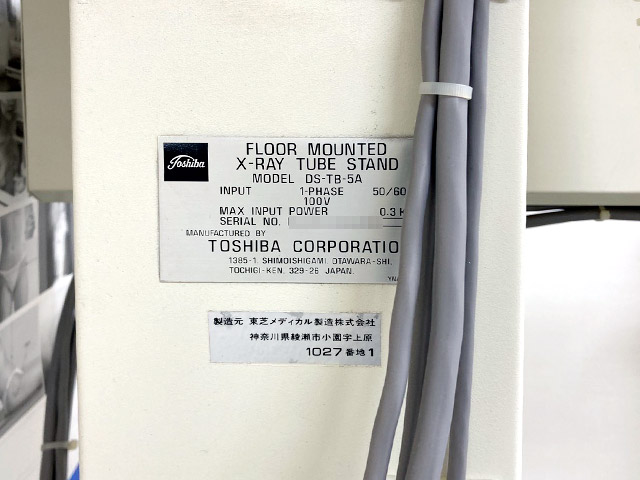 Toshiba
FLOOR MOUNTED
X-RAY TUBE STAND
MODEL DS-TB-5A
INPUT 1-PHASE 50/60
100V
MAX INPUT POWER 0.3 K
SERIAL NO.
MANUFACTURED BY
TOSHIBA CORPORATIO
1385-1. SHIMOISHIGAMI. OTAWARA-SHI,
TOCHIGI-KEN. 329-26 JAPAN.
製造元 東芝メディカル製造株式会社
神奈川県綾瀬市小園字上原
1027番地1